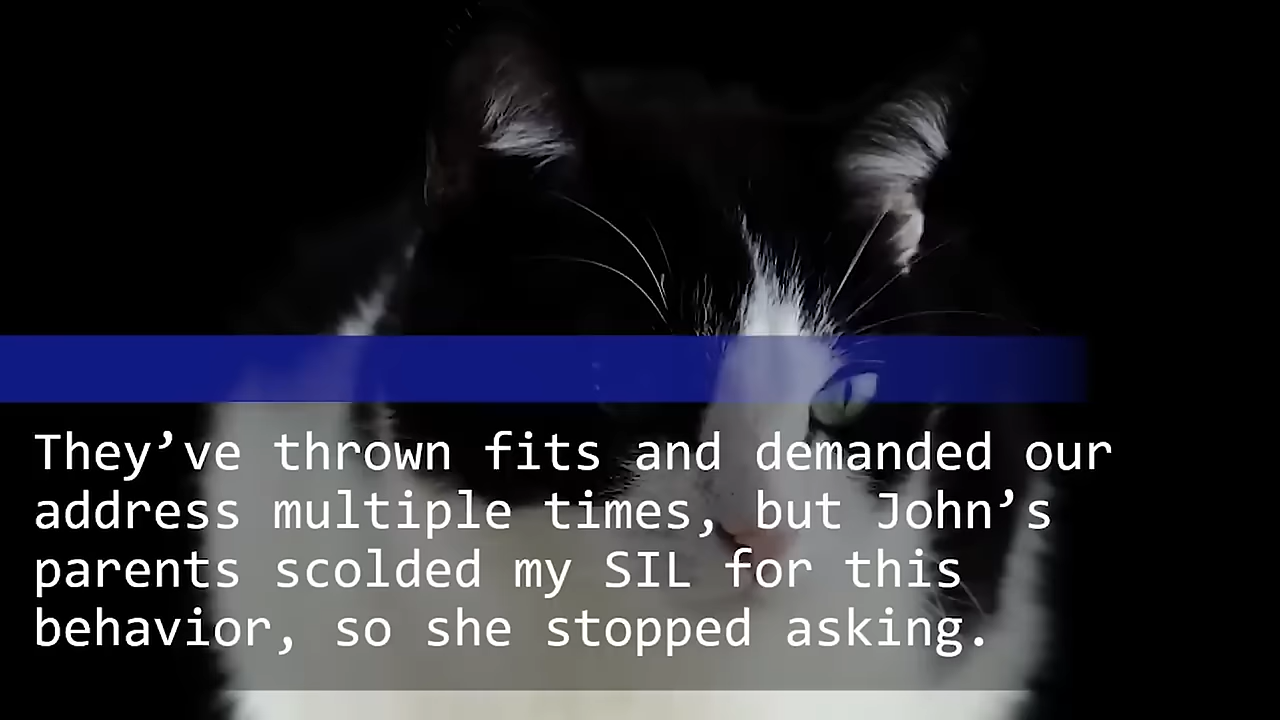 They’ve thrown fits and demanded our
address multiple times, but John’s
parents scolded my SIL for this
behavior, so she stopped asking.